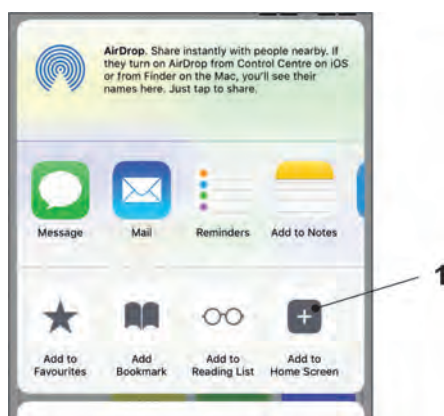 AirDrop. Share instantly with people nearby. If
they turn on AirDrop from Control Centre on iOS
or from Finder on the Mac, you'll see their
names here. Just tap to share.
Message Mail Reminders Add to Notes
1
Add to Add Add to Add to
Favourites Bookmark Reading List Home Screen